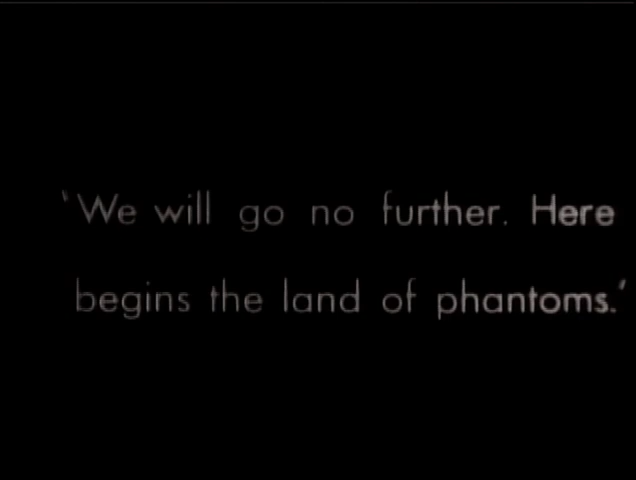 'We will go no further. Here
begins the land of phantoms.'